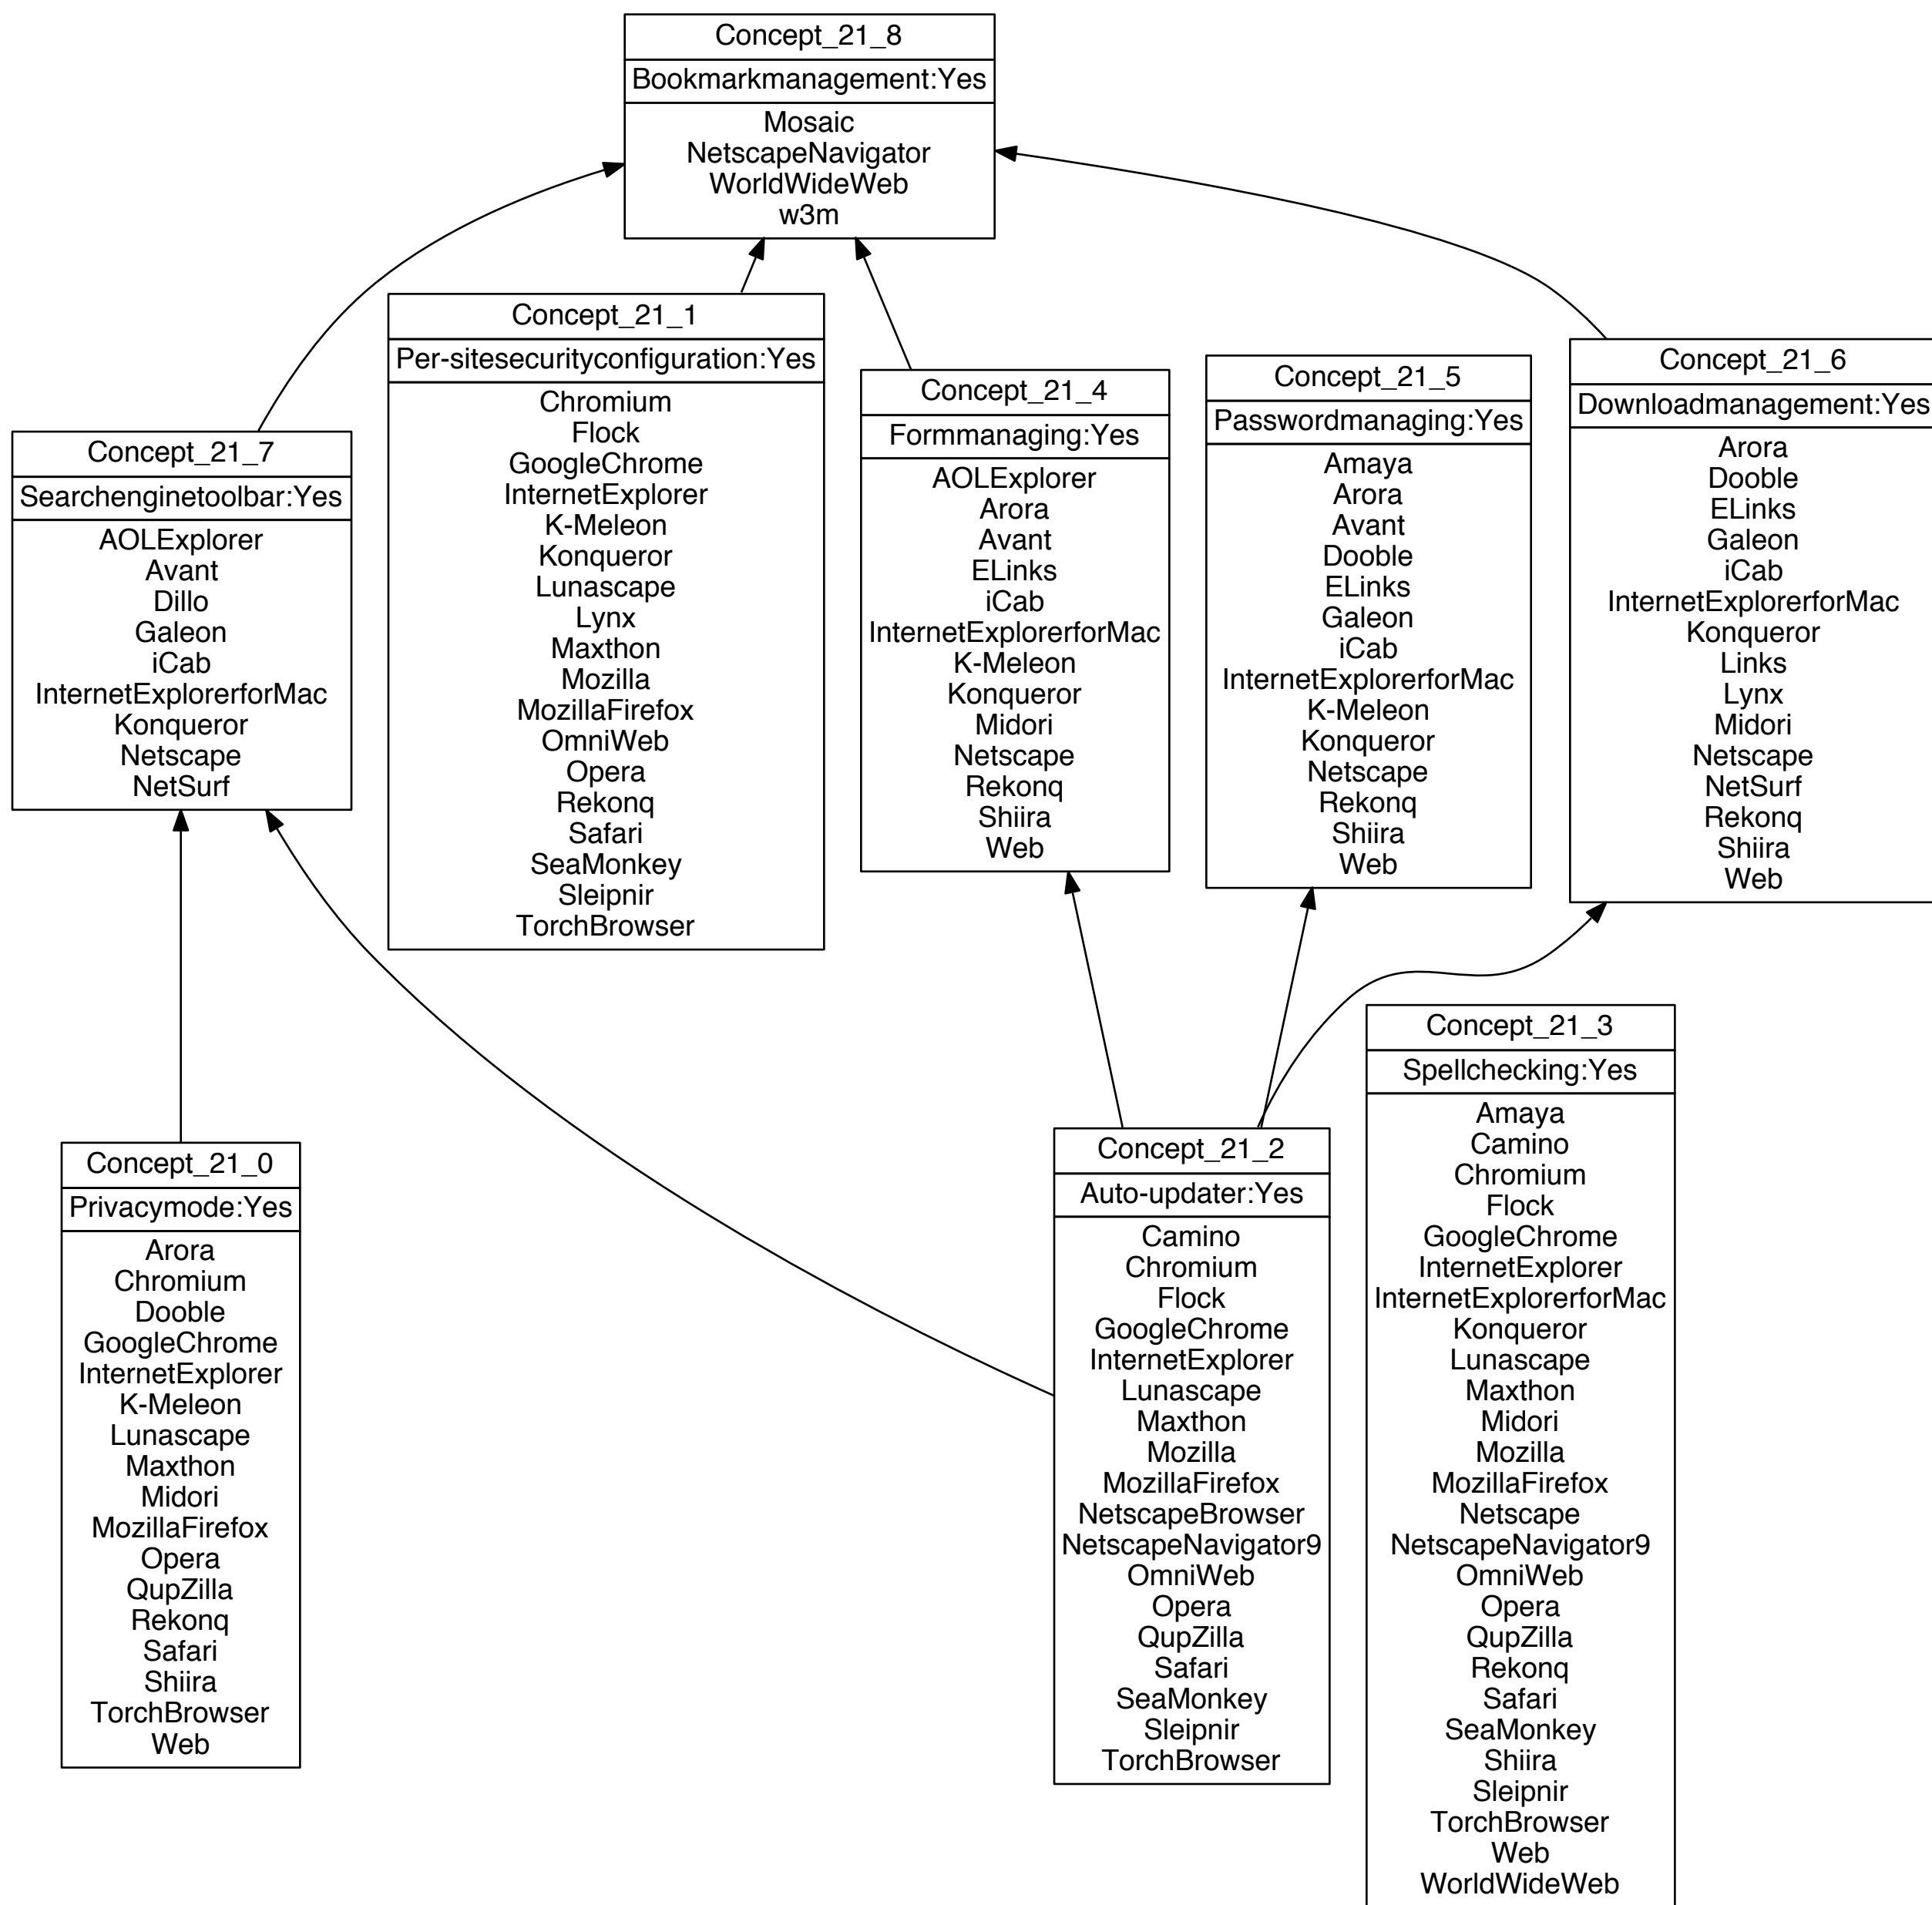 Concept_21_8
Bookmarkmanagement:Yes
Mosaic
NetscapeNavigator
WorldWideWeb
w3m
Concept_21_1
Per-sitesecurityconfiguration:Yes
Chromium
Flock
GoogleChrome
InternetExplorer
K-Meleon
Konqueror
Lunascape
Lynx
Maxthon
Mozilla
MozillaFirefox
OmniWeb
Opera
Rekonq
Safari
SeaMonkey
Sleipnir
TorchBrowser
Concept_21_4
Formmanaging:Yes
AOLExplorer
Arora
Avant
ELinks
iCab
InternetExplorerforMac
K-Meleon
Konqueror
Midori
Netscape
Rekonq
Shiira
Web
Concept_21_5
Passwordmanaging:Yes
Amaya
Arora
Avant
Dooble
ELinks
Galeon
iCab
InternetExplorerforMac
K-Meleon
Konqueror
Netscape
Rekonq
Shiira
Web
Concept_21_6
Downloadmanagement:Yes
Arora
Dooble
ELinks
Galeon
iCab
InternetExplorerforMac
Konqueror
Links
Lynx
Midori
Netscape
NetSurf
Rekonq
Shiira
Web
Concept_21_7
Searchenginetoolbar:Yes
AOLExplorer
Avant
Dillo
Galeon
iCab
InternetExplorerforMac
Konqueror
Netscape
NetSurf
Concept_21_0
Privacymode:Yes
Arora
Chromium
Dooble
GoogleChrome
InternetExplorer
K-Meleon
Lunascape
Maxthon
Midori
MozillaFirefox
Opera
QupZilla
Rekonq
Safari
Shiira
TorchBrowser
Web
Concept_21_2
Auto-updater:Yes
Camino
Chromium
Flock
GoogleChrome
InternetExplorer
Lunascape
Maxthon
Mozilla
MozillaFirefox
NetscapeBrowser
NetscapeNavigator9
OmniWeb
Opera
QupZilla
Safari
SeaMonkey
Sleipnir
TorchBrowser
Concept_21_3
Spellchecking:Yes
Amaya
Camino
Chromium
Flock
GoogleChrome
InternetExplorer
InternetExplorerforMac
Konqueror
Lunascape
Maxthon
Midori
Mozilla
MozillaFirefox
Netscape
NetscapeNavigator9
OmniWeb
Opera
QupZilla
Rekonq
Safari
SeaMonkey
Shiira
Sleipnir
TorchBrowser
Web
WorldWideWeb